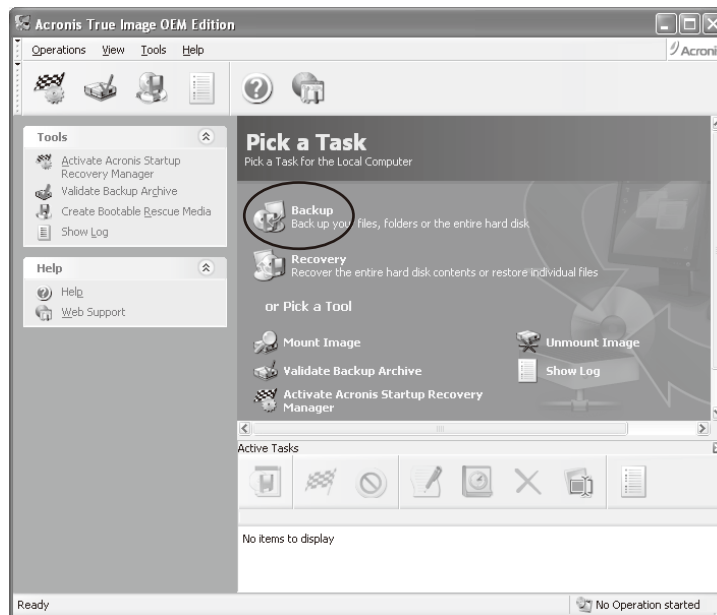 Acronis True Image OEM Edition
Operations View Tools Help
Acroni
Tools
Activate Acronis Startup
Recovery Manager
Validate Backup Archive
Create Bootable Rescue Media
Show Log
Help
Help
Web Support
Pick a Task
Pick a Task for the Local Computer
Backup
Back up your files, folders or the entire hard disk
Recovery
Recover the entire hard disk contents or restore individual files
or Pick a Tool
Mount Image
Unmount Image
Validate Backup Archive
Show Log
Activate Acronis Startup Recovery
Manager
Active Tasks
No items to display
Ready
No Operation started